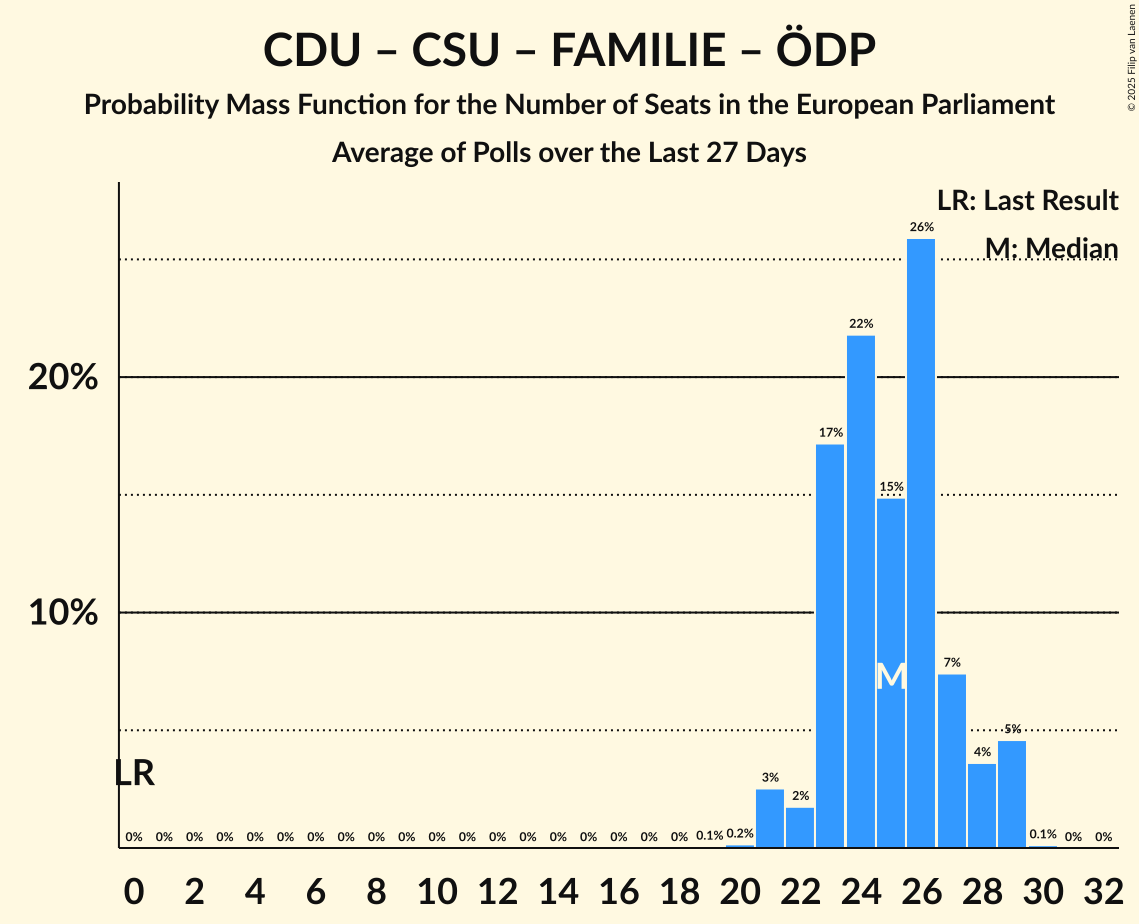 CDU – CSU – FAMILIE – ÖDP
Probability Mass Function for the Number of Seats in the European Parliament
Average of Polls over the Last 27 Days
© 2025 Filip van Laenen
LR: Last Result
M: Median
26%
22%
20%
17%
15%
10%
7%
M
5%
4%
LR
3%
2%
0% 0% 0% 0% 0% 0% 0% 0% 0% 0% 0% 0% 0% 0% 0% 0% 0% 0% 0% 0.1% 0.2% 0.1% 0% 0%
0 2 4 6 8 10 12 14 16 18 20 22 24 26 28 30 32